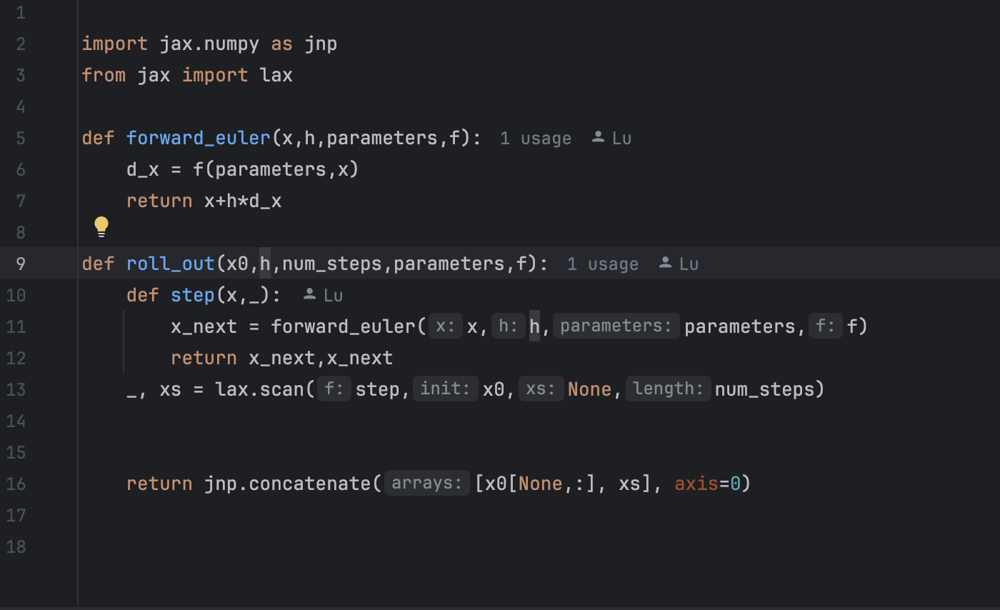 1
2 import jax.numpy as jnp
3 from jax import lax
4
5 def forward_euler(x,h,parameters,f): 1 usage Lu
6 d_x = f(parameters,x)
7 return x+h*d_x
8
9 def roll_out(x0,h,num_steps,parameters,f): 1 usage Lu
10 def step(x,_): Lu
11 x_next = forward_euler( x: x, h: h, parameters: parameters, f: f)
12 return x_next,x_next
13 _, xs = lax.scan( f: step, init: x0, xs: None, length: num_steps)
14
15
16 return jnp.concatenate( arrays: [x0[None,:], xs], axis=0)
17
18